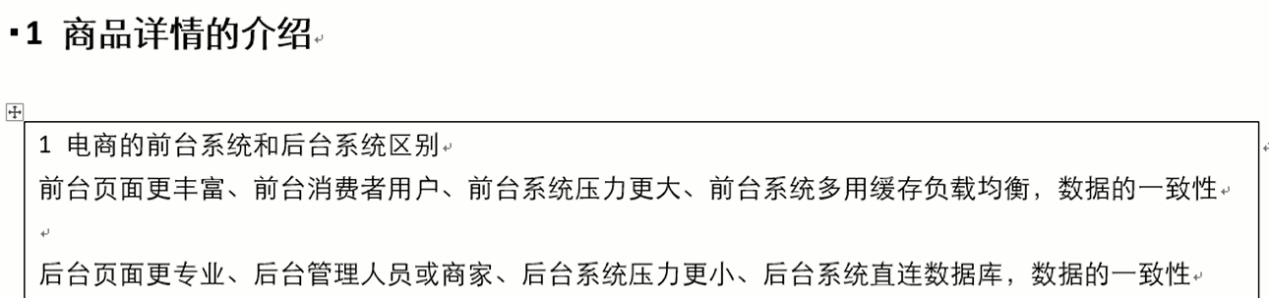 1 商品详情的介绍
1 电商的前台系统和后台系统区别
前台页面更丰富、前台消费者用户、前台系统压力更大、前台系统多用缓存负载均衡，数据的一致性
后台页面更专业、后台管理人员或商家、后台系统压力更小、后台系统直连数据库，数据的一致性